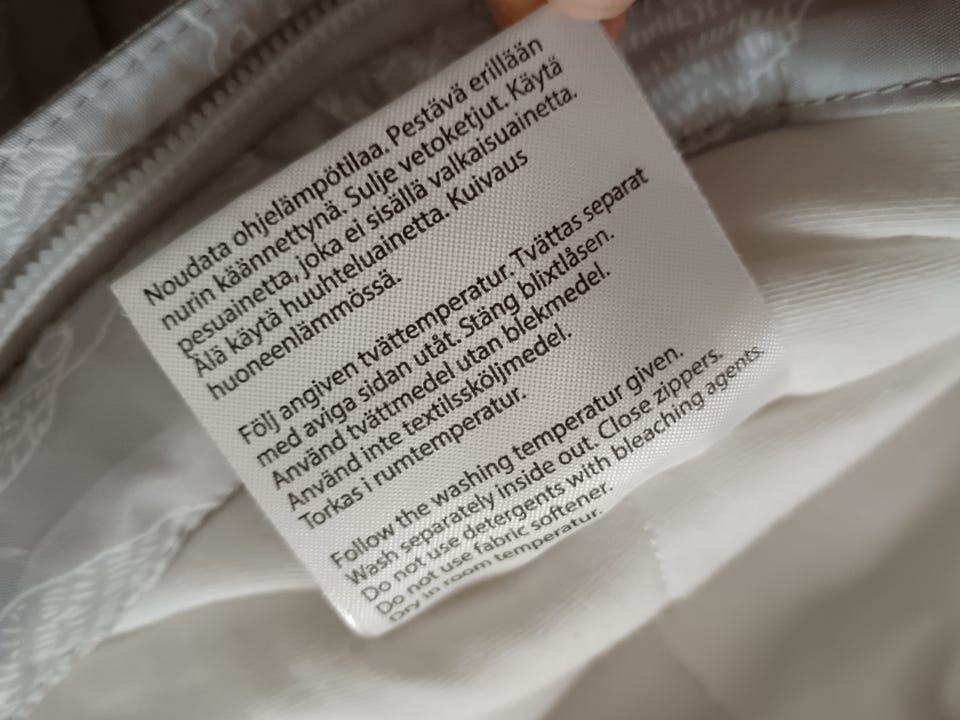 Noudata ohjelämpötilaa. Pestävä erillään
nurin käännettynä. Sulje vetoketjut. Käytä
pesuainetta, joka ei sisällä valkaisuainetta.
Älä käytä huuhteluainetta. Kuivaus
huoneenlämmössä.
Följ angiven tvättemperatur. Tvättas separat
med aviga sidan utåt. Stäng blixtlåsen.
Använd tvättmedel utan blekmedel.
Använd inte textilssköljmedel.
Torkas i rumtemperatur.
Follow the washing temperatur given.
Wash separately inside out. Close zippers.
Do not use detergents with bleaching agents.
Do not use fabric softener.
Dry in room temperatur.